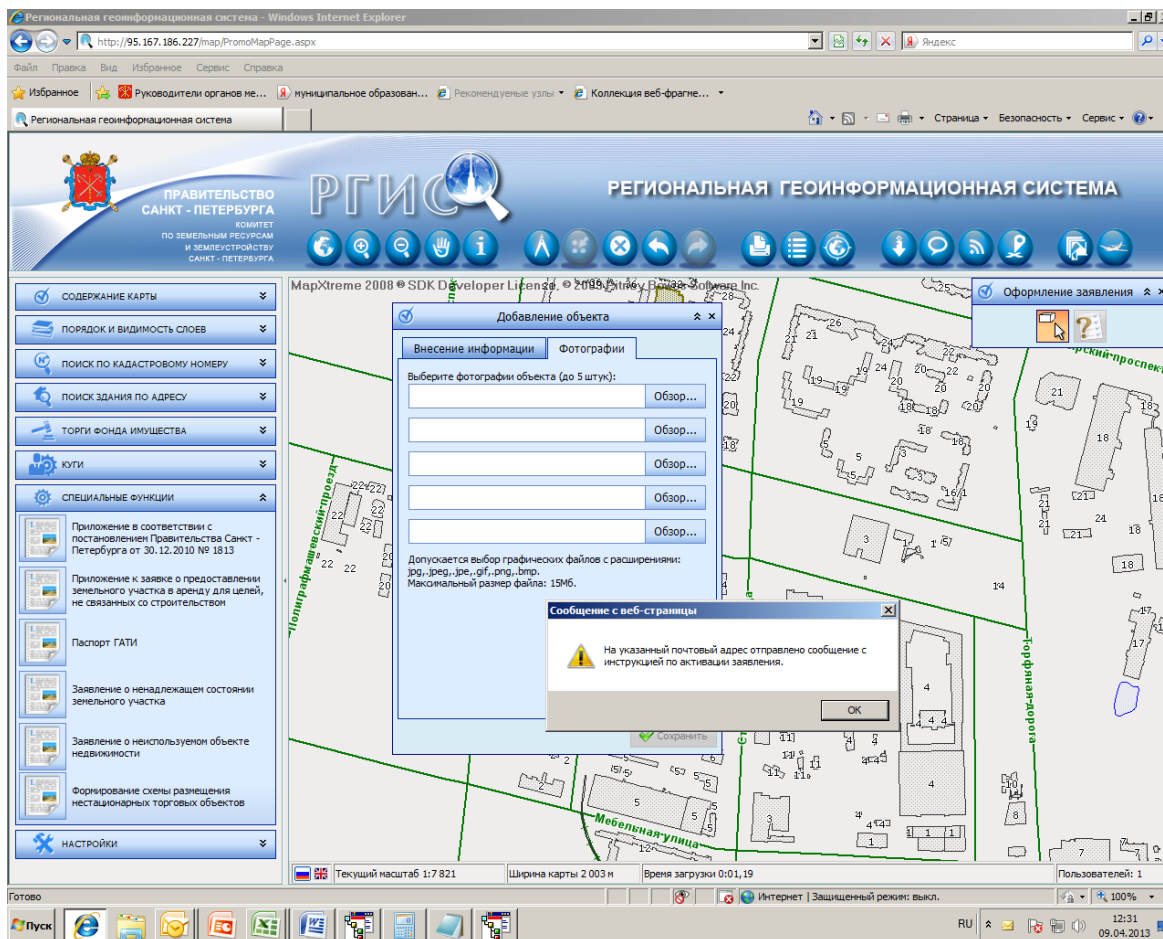 Региональная геоинформационная система - Windows Internet Explorer
http://95.167.186.227/map/PromoMapPage.aspx
Яндекс
Файл Правка Вид Избранное Сервис Справка
Избранное Руководители органов ме... муниципальное образован... Рекомендуемые узлы Коллекция веб-фрагме...
Региональная геоинформационная система
Страница Безопасность Сервис
ПРАВИТЕЛЬСТВО
САНКТ - ПЕТЕРБУРГА
КОМИТЕТ
ПО ЗЕМЕЛЬНЫМ РЕСУРСАМ
И ЗЕМЛЕУСТРОЙСТВУ
САНКТ - ПЕТЕРБУРГА
РГИС
РЕГИОНАЛЬНАЯ ГЕОИНФОРМАЦИОННАЯ СИСТЕМА
СОДЕРЖАНИЕ КАРТЫ
ПОРЯДОК И ВИДИМОСТЬ СЛОЕВ
ПОИСК ПО КАДАСТРОВОМУ НОМЕРУ
ПОИСК ЗДАНИЯ ПО АДРЕСУ
ТОРГИ ФОНДА ИМУЩЕСТВА
КУГИ
СПЕЦИАЛЬНЫЕ ФУНКЦИИ
Приложение в соответствии с
постановлением Правительства Санкт -
Петербурга от 30.12.2010 № 1813
Приложение к заявке о предоставлении
земельного участка в аренду для целей,
не связанных со строительством
Паспорт ГАТИ
Заявление о ненадлежащем состоянии
земельного участка
Заявление о неиспользуемом объекте
недвижимости
Формирование схемы размещения
нестационарных торговых объектов
НАСТРОЙКИ
MapXtreme 2008 ® SDK Developer License. © 2009 Pitney Bowes Software Inc.
Добавление объекта
Внесение информации Фотографии
Выберите фотографии объекта (до 5 штук):
Обзор...
Обзор...
Обзор...
Обзор...
Обзор...
Допускается выбор графических файлов с расширениями:
jpg,.jpeg,.jpe,.gif,.png,.bmp.
Максимальный размер файла: 15Мб.
Сохранить
Сообщение с веб-страницы
На указанный почтовый адрес отправлено сообщение с
инструкцией по активации заявления.
OK
Оформление заявления
Полиграфмашевский-проезд
Торфяная-дорога
Мебельная-улица
Текущий масштаб 1:7 821
Ширина карты 2 003 м
Время загрузки 0:01,19
Пользователей: 1
Готово
Интернет | Защищенный режим: выкл.
100%
Пуск
RU
12:31
09.04.2013